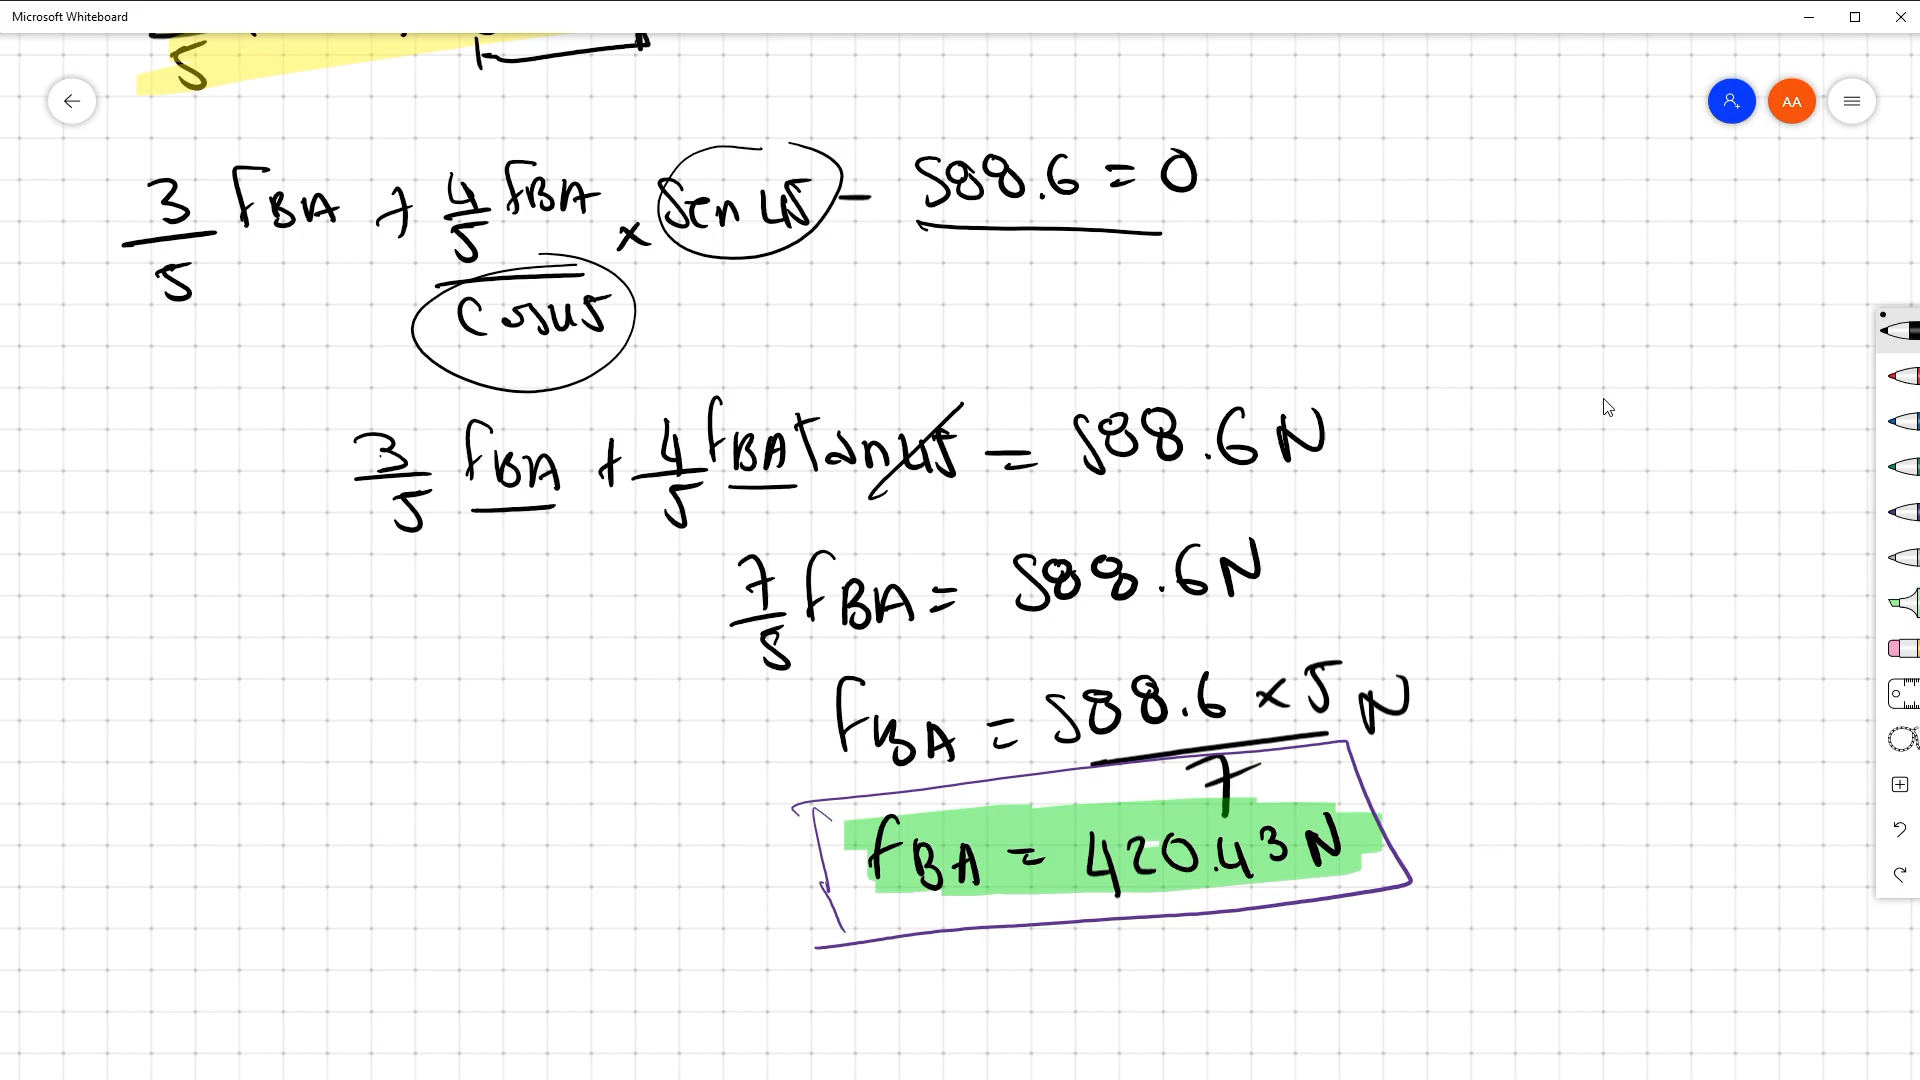 Microsoft Whiteboard
5
AA
3/5 FBA + 4/5 FBA / Cos45 × Sen 45 - 588.6 = 0
3/5 FBA + 4/5 FBA Tan 45 = 588.6 N
7/5 FBA = 588.6 N
FBA = 588.6 × 5 / 7 N
FBA = 420.43 N